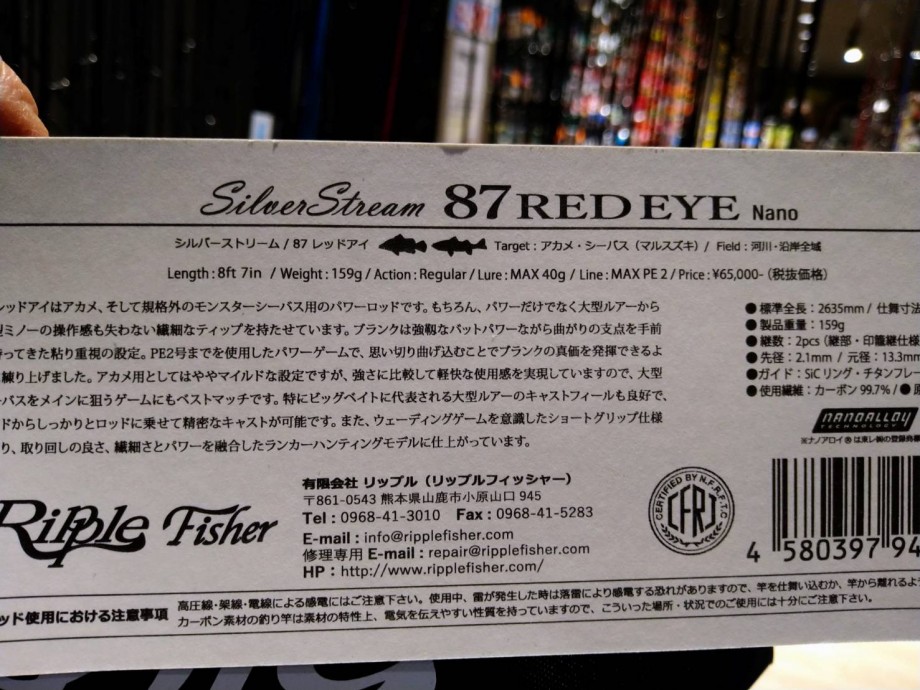 SilverStream 87 RED EYE Nano
シルバーストリーム / 87 レッドアイ Target : アカメ・シーバス（マルスズキ）/ Field : 河川・沿岸全域
Length : 8ft 7in / Weight : 159g / Action : Regular / Lure : MAX 40g / Line : MAX PE 2 / Price : ¥65,000-（税抜価格）
レッドアイはアカメ、そして規格外のモンスターシーバス用のパワーロッドです。もちろん、パワーだけでなく大型ルアーから
型ミノーの操作感も失わない繊細なティップを持たせています。ブランクは強靱なバットパワーながら曲がりの支点を手前
ってきた粘り重視の設定。PE2号までを使用したパワーゲームで、思い切り曲げ込むことでブランクの真価を発揮できるよ
練り上げました。アカメ用としてはややマイルドな設定ですが、強さに比較して軽快な使用感を実現していますので、大型
バスをメインに狙うゲームにもベストマッチです。特にビッグベイトに代表される大型ルアーのキャストフィールも良好で、
ドからしっかりとロッドに乗せて精密なキャストが可能です。また、ウェーディングゲームを意識したショートグリップ仕様
り、取り回しの良さ、繊細さとパワーを融合したランカーハンティングモデルに仕上がっています。
●標準全長：2635mm / 仕舞寸法
●製品重量：159g
●継数：2pcs（継部・印籠継仕様
●先径：2.1mm / 元径：13.3mm
●ガイド：SiCリング・チタンフレー
●使用繊維：カーボン 99.7% / ●
NANOALLOY
TECHNOLOGY
※ナノアロイ®は東レ㈱の登録商標
Ripple Fisher
有限会社 リップル（リップルフィッシャー）
〒861-0543 熊本県山鹿市小原山口 945
Tel : 0968-41-3010 Fax : 0968-41-5283
E-mail : info@ripplefisher.com
修理専用 E-mail : repair@ripplefisher.com
HP : http://www.ripplefisher.com/
CERTIFIED BY N.F.R.F.T.C
CFRJ
4 580397 94
ッド使用における注意事項
高圧線・架線・電線による感電にはご注意下さい。使用中、雷が発生した時は落雷により感電する恐れがありますので、竿を仕舞い込むか、竿から離れるよう
カーボン素材の釣り竿は素材の特性上、電気を伝えやすい性質を持っていますので、こういった場所・状況でのご使用には十分にご注意下さい。